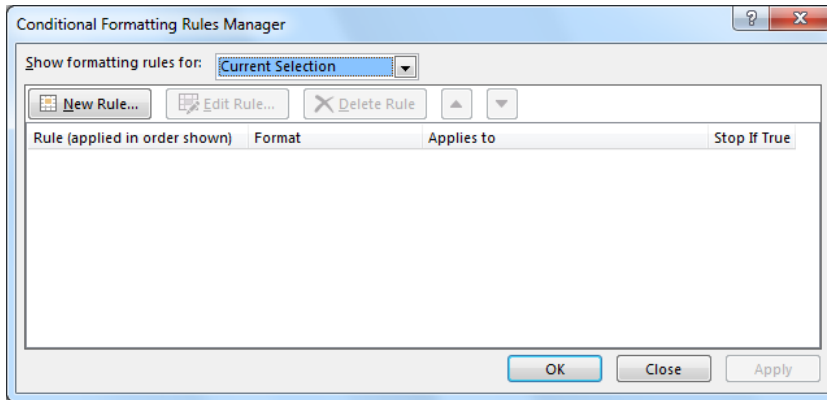 Conditional Formatting Rules Manager
Show formatting rules for: Current Selection
New Rule... Edit Rule... Delete Rule
Rule (applied in order shown) Format Applies to Stop If True
OK Close Apply